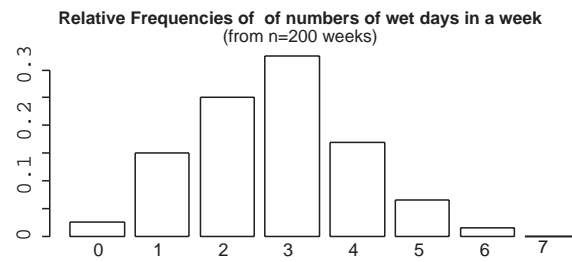 Relative Frequencies of of numbers of wet days in a week
(from n=200 weeks)
0.3
0.2
0.1
0
0 1 2 3 4 5 6 7